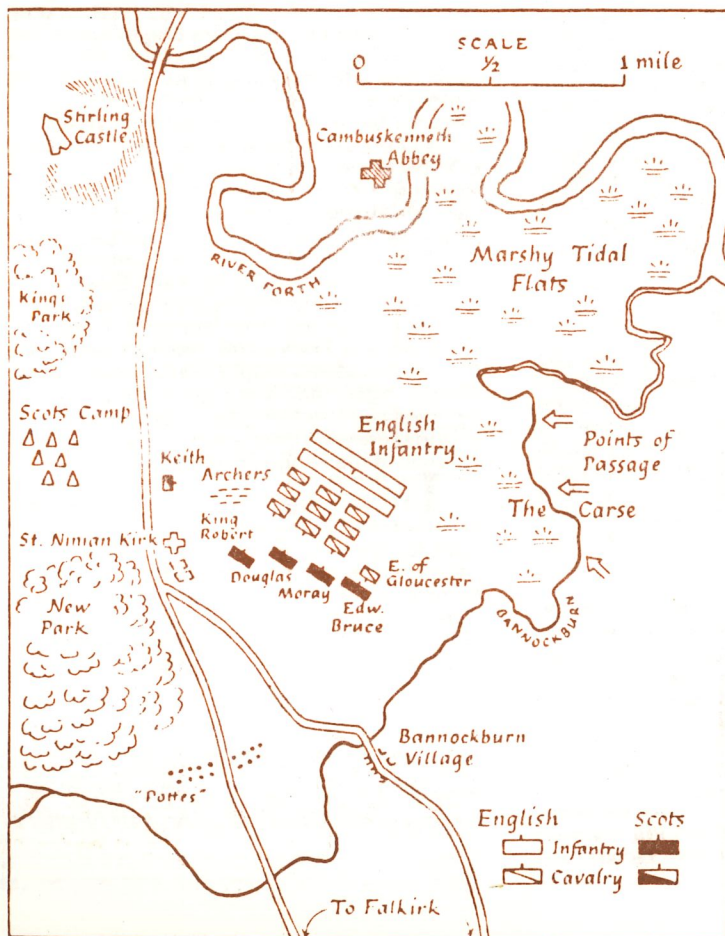 SCALE
0 ½ 1 mile
Stirling
Castle
Cambuskenneth
Abbey
RIVER FORTH
Marshy Tidal
Flats
Kings
Park
Scots Camp
English
Infantry
Points of
Passage
Keith
Archers
The Carse
King
Robert
St. Ninian Kirk
E. of
Gloucester
Douglas
Moray
Edw.
Bruce
New
Park
BANNOCKBURN
Bannockburn
Village
"Pottes"
English Scots
Infantry
Cavalry
To Falkirk